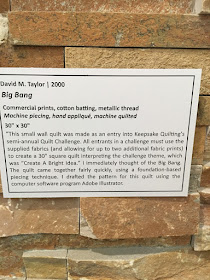 David M. Taylor | 2000
Big Bang
Commercial prints, cotton batting, metallic thread
Machine piecing, hand appliqué, machine quilted
30" x 30"
"This small wall quilt was made as an entry into Keepsake Quilting's
semi-annual Quilt Challenge. All entrants in a challenge must use the
supplied fabrics (and allowing for up to two additional fabric prints)
to create a 30" square quilt interpreting the challenge theme, which
was "Create A Bright Idea." I immediately thought of the Big Bang.
The quilt came together fairly quickly, using a foundation-based
piecing technique. I drafted the pattern for this quilt using the
computer software program Adobe Illustrator.